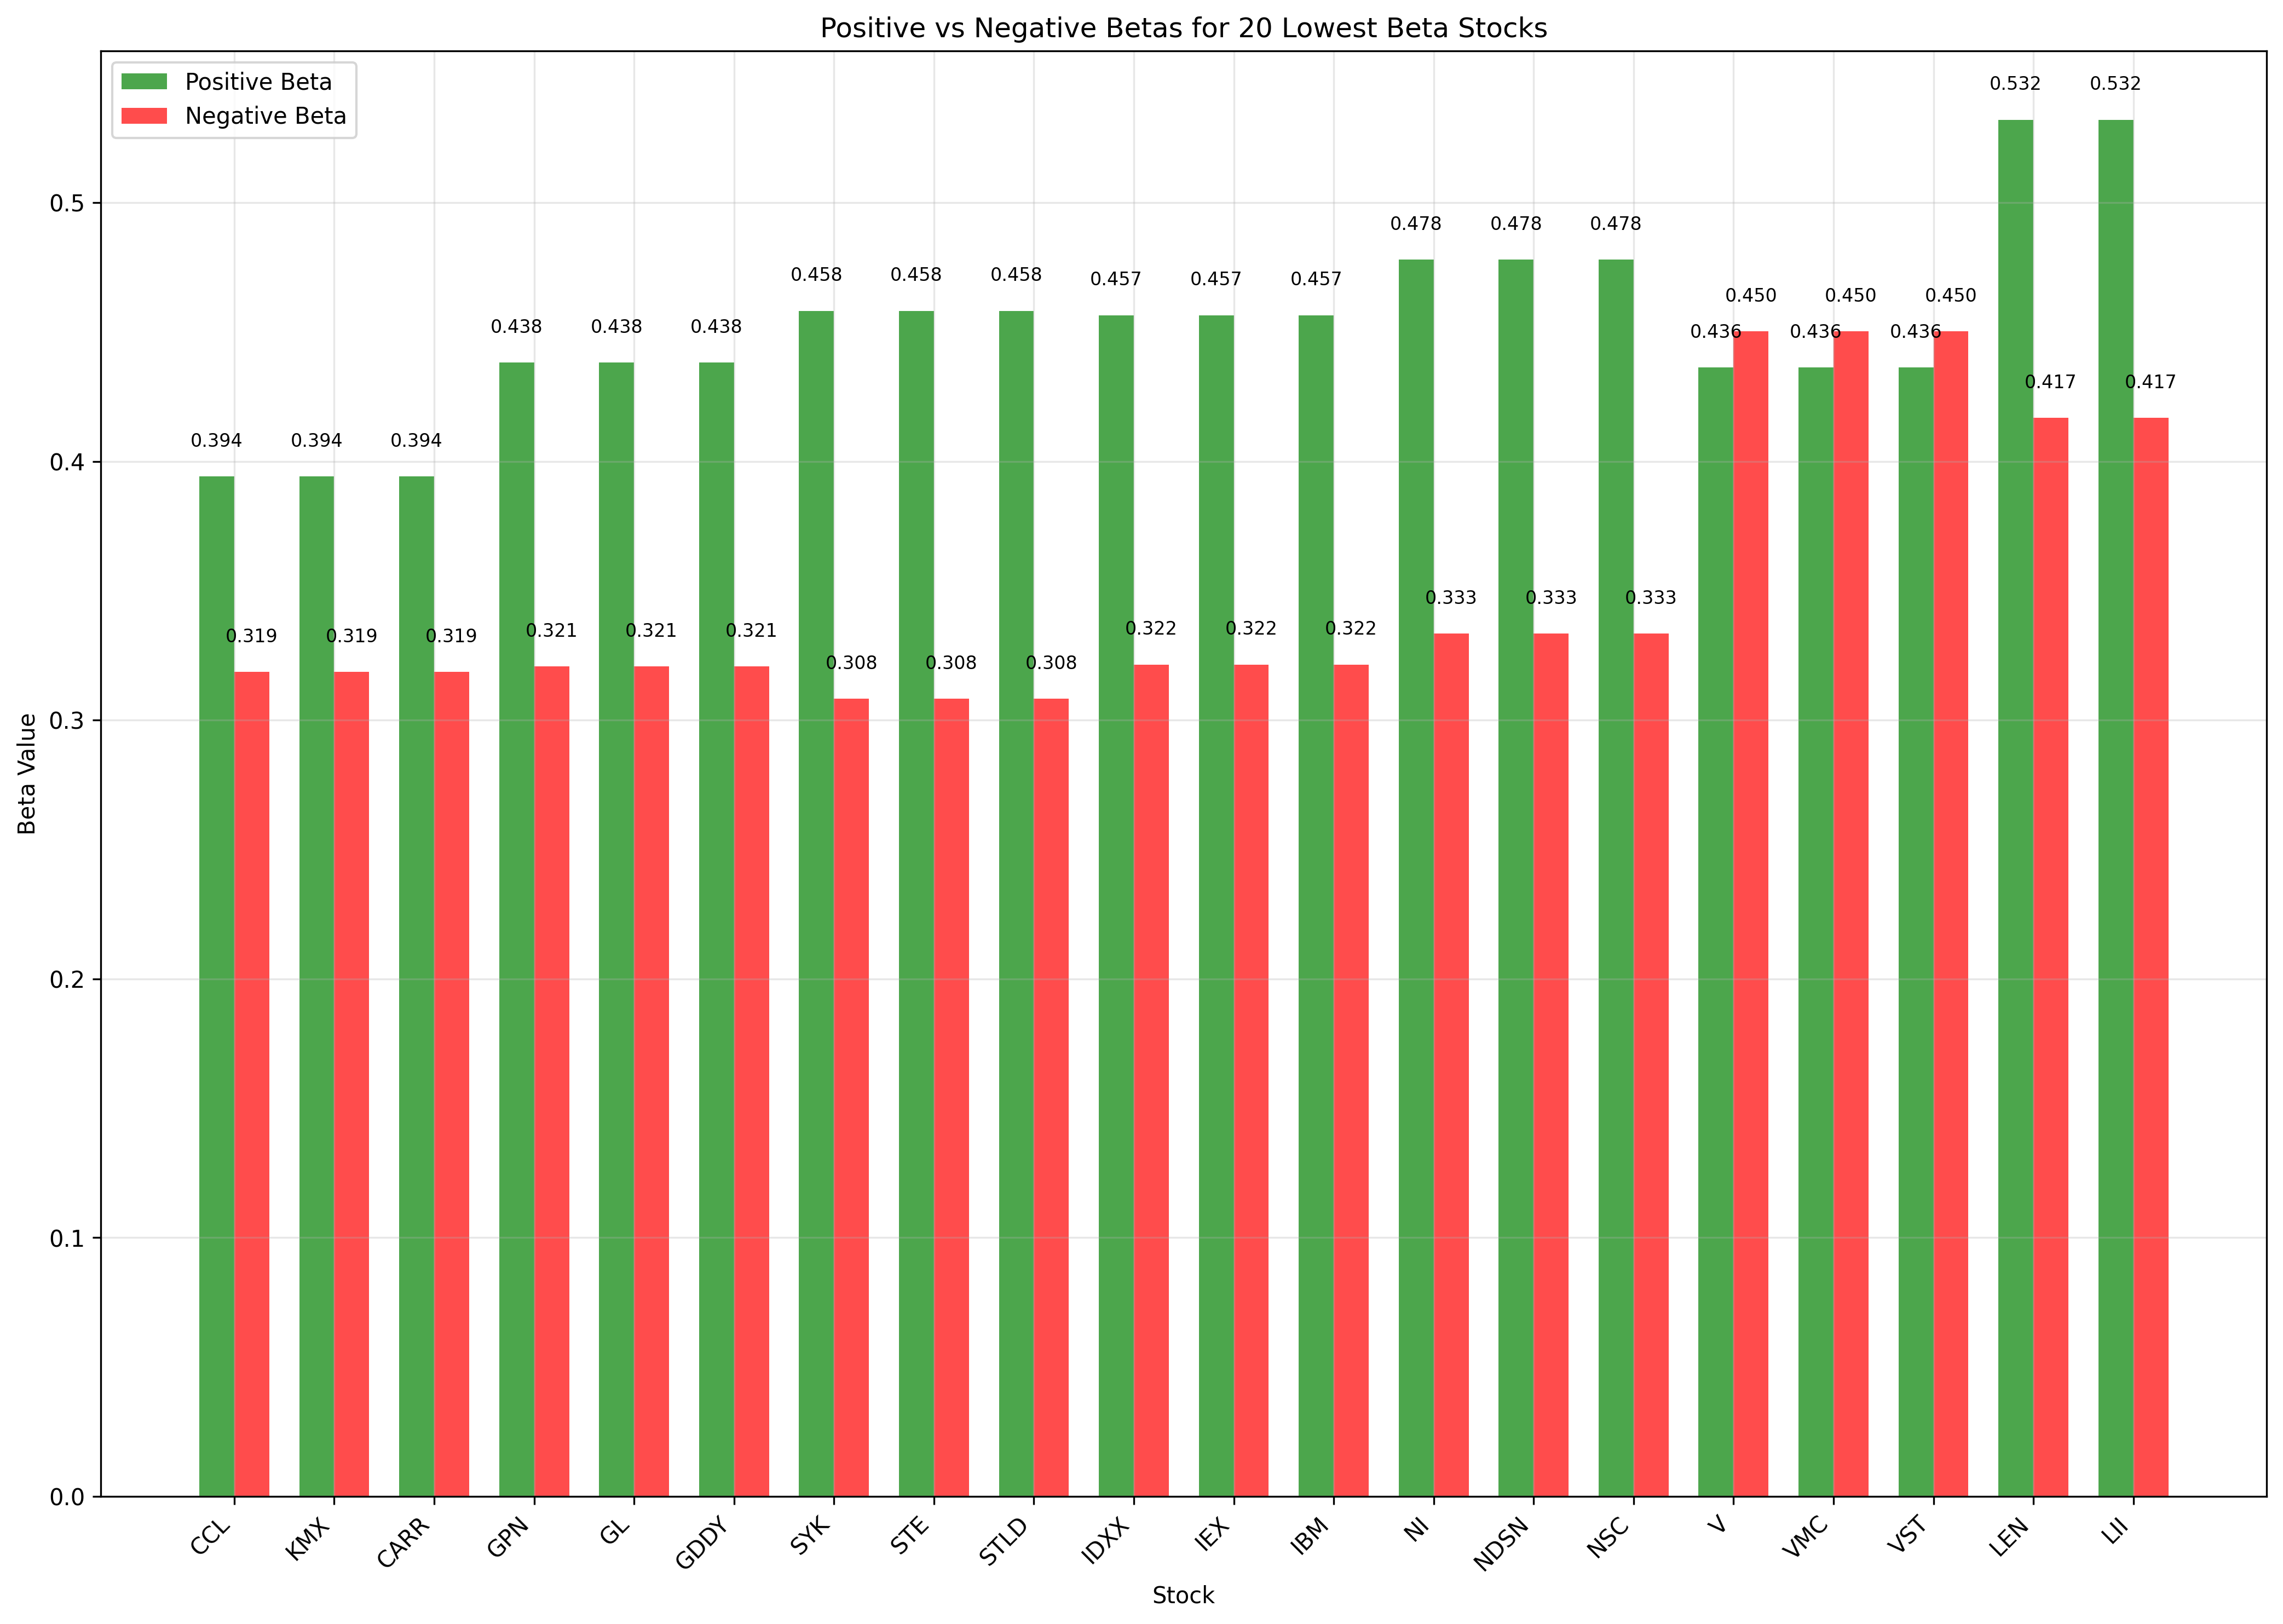 Positive vs Negative Betas for 20 Lowest Beta Stocks
Positive Beta
Negative Beta
0.532 0.532
0.478 0.478 0.478
0.458 0.458 0.458 0.457 0.457 0.457
0.450 0.450 0.450
0.438 0.438 0.438
0.436 0.436 0.436
0.417 0.417
0.394 0.394 0.394
0.333 0.333 0.333
0.319 0.319 0.319 0.321 0.321 0.321 0.322 0.322 0.322
0.308 0.308 0.308
0.5
0.4
0.3
0.2
0.1
0.0
Beta Value
CCL KMX CARR GPN GL GDDY SYK STE STLD IDXX IEX IBM NI NDSN NSC V VMC VST LEN LII
Stock